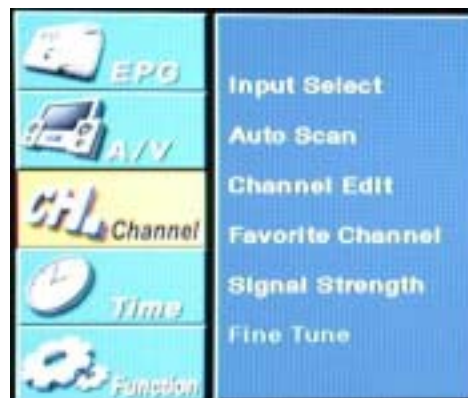 EPG
A/V
CH. Channel
Time
Function
Input Select
Auto Scan
Channel Edit
Favorite Channel
Signal Strength
Fine Tune